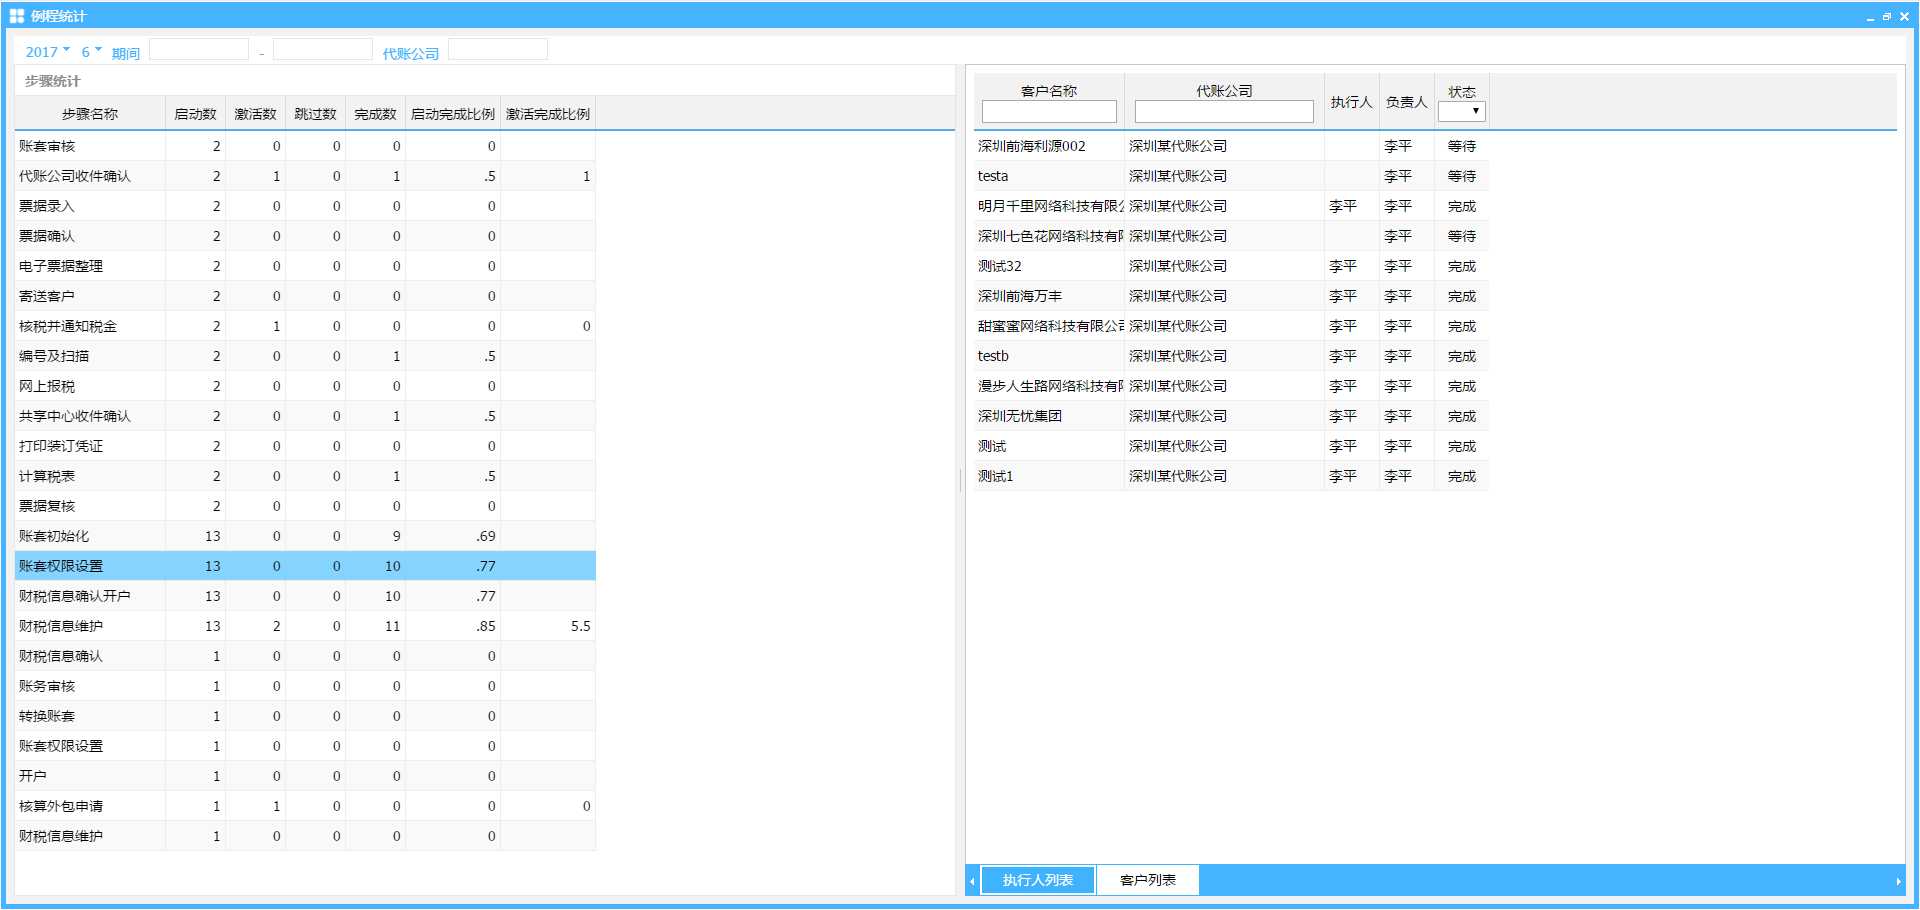 例程统计
2017 6 期间 - 代账公司
步骤统计
步骤名称 启动数 激活数 跳过数 完成数 启动完成比例 激活完成比例
账套审核 2 0 0 0 0
代账公司收件确认 2 1 0 1 .5 1
票据录入 2 0 0 0 0
票据确认 2 0 0 0 0
电子票据整理 2 0 0 0 0
寄送客户 2 0 0 0 0
核税并通知税金 2 1 0 0 0 0
编号及扫描 2 0 0 1 .5
网上报税 2 0 0 0 0
共享中心收件确认 2 0 0 1 .5
打印装订凭证 2 0 0 0 0
计算税表 2 0 0 1 .5
票据复核 2 0 0 0 0
账套初始化 13 0 0 9 .69
账套权限设置 13 0 0 10 .77
财税信息确认开户 13 0 0 10 .77
财税信息维护 13 2 0 11 .85 5.5
财税信息确认 1 0 0 0 0
账务审核 1 0 0 0 0
转换账套 1 0 0 0 0
账套权限设置 1 0 0 0 0
开户 1 0 0 0 0
核算外包申请 1 1 0 0 0 0
财税信息维护 1 0 0 0 0
客户名称 代账公司 执行人 负责人 状态
深圳前海利源002 深圳某代账公司 李平 等待
testa 深圳某代账公司 李平 等待
明月千里网络科技有限公 深圳某代账公司 李平 李平 完成
深圳七色花网络科技有限 深圳某代账公司 李平 等待
测试32 深圳某代账公司 李平 李平 完成
深圳前海万丰 深圳某代账公司 李平 李平 完成
甜蜜蜜网络科技有限公司 深圳某代账公司 李平 李平 完成
testb 深圳某代账公司 李平 李平 完成
漫步人生路网络科技有限 深圳某代账公司 李平 李平 完成
深圳无忧集团 深圳某代账公司 李平 李平 完成
测试 深圳某代账公司 李平 李平 完成
测试1 深圳某代账公司 李平 李平 完成
执行人列表 客户列表